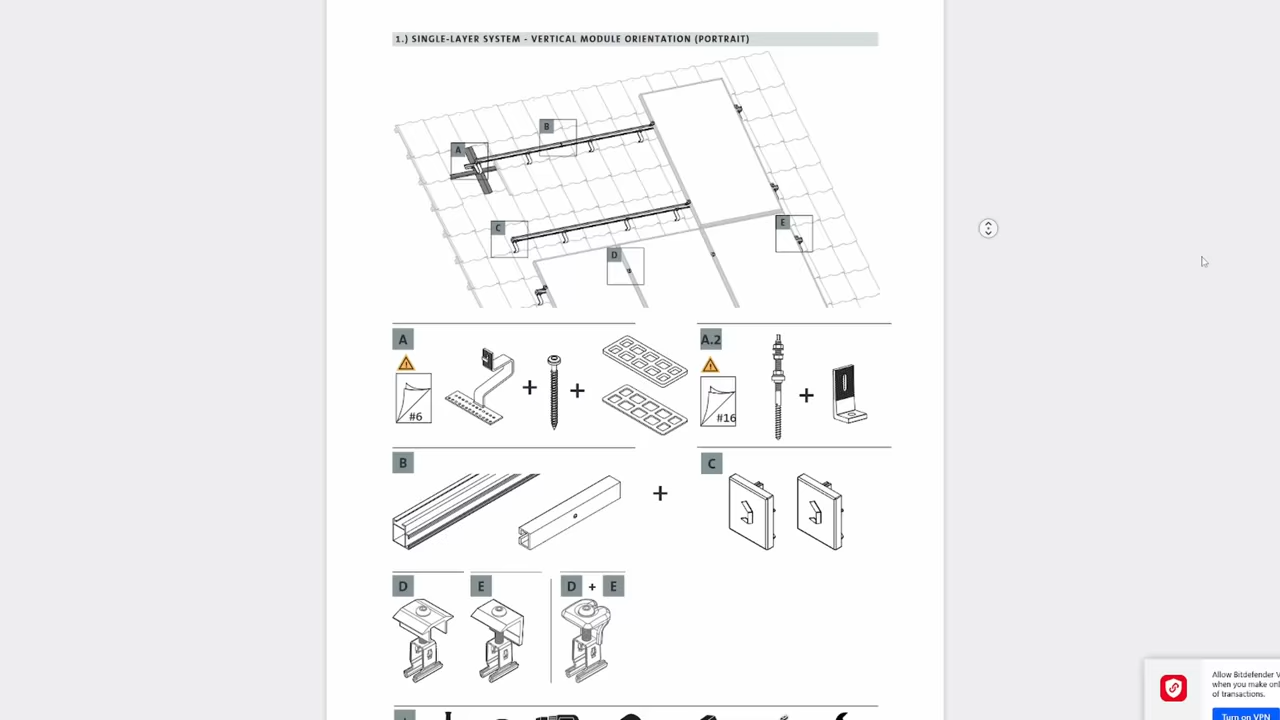 1.) SINGLE-LAYER SYSTEM - VERTICAL MODULE ORIENTATION (PORTRAIT)
B
A
C
E
D
A
#6
+
+
A.2
#16
+
B
+
C
D
E
D + E
Allow Bitdefender V
when you make onl
of transactions.
Turn on VPN